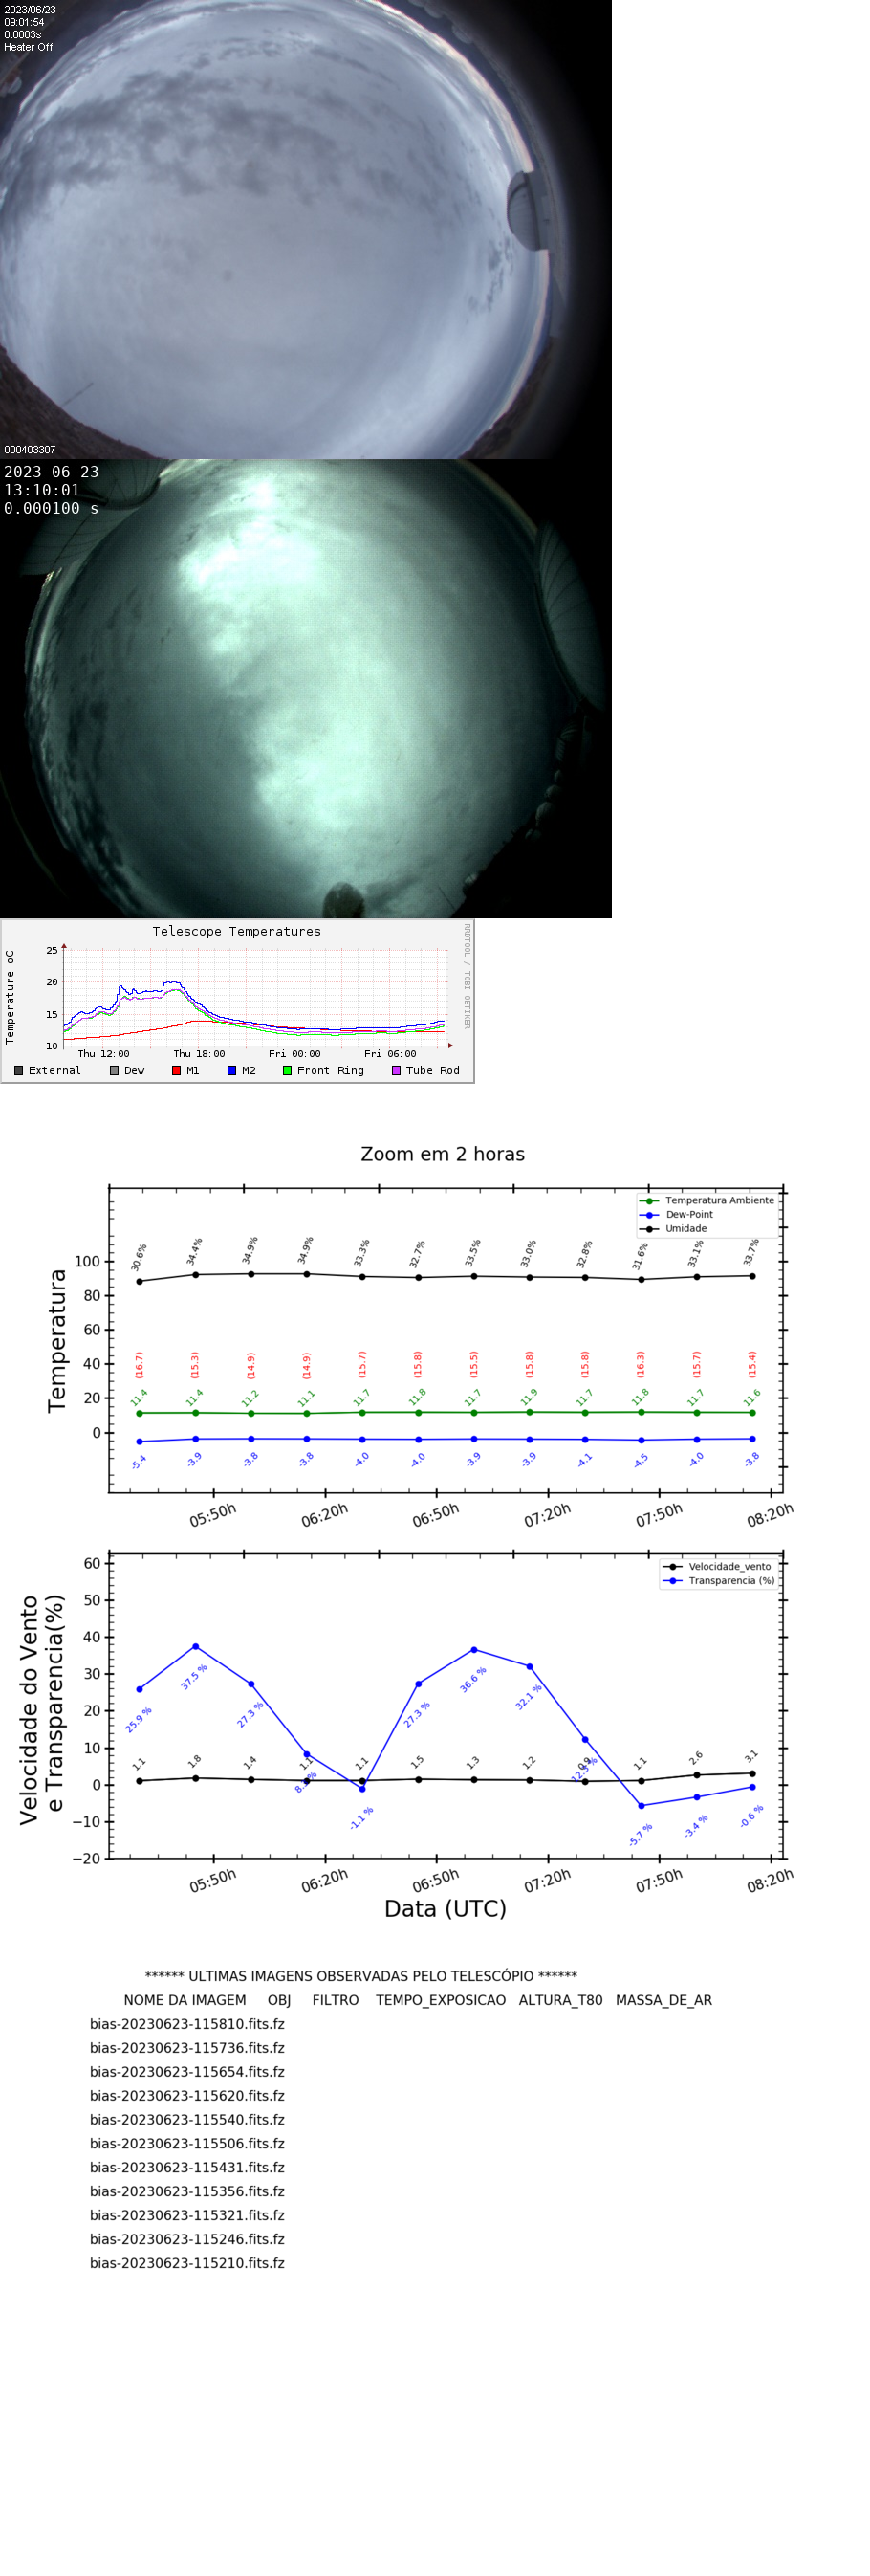 2023/06/23
09:01:54
0.0003s
Heater Off
000403307
2023-06-23
13:10:01
0.000100 s
Telescope Temperatures
RRDTOOL / TOBI OETIKER
Temperature oC
25
20
15
10
Thu 12:00 Thu 18:00 Fri 00:00 Fri 06:00
External Dew M1 M2 Front Ring Tube Rod
Zoom em 2 horas
Temperatura Ambiente
Dew-Point
Umidade
Temperatura
100
80
60
40
20
0
30.6% 34.4% 34.9% 34.9% 33.3% 32.7% 33.5% 33.0% 32.8% 31.6% 33.1% 33.7%
(16.7) (15.3) (14.9) (14.9) (15.7) (15.8) (15.5) (15.8) (15.8) (16.3) (15.7) (15.4)
11.4 11.4 11.2 11.1 11.7 11.8 11.7 11.9 11.7 11.8 11.7 11.6
-5.4 -3.9 -3.8 -3.8 -4.0 -4.0 -3.9 -3.9 -4.1 -4.5 -4.0 -3.8
05:50h 06:20h 06:50h 07:20h 07:50h 08:20h
Velocidade_vento
Transparencia (%)
Velocidade do Vento
e Transparencia(%)
60
50
40
30
20
10
0
−10
−20
25.9 % 37.5 % 27.3 % -1.1 % 27.3 % 36.6 % 32.1 % -5.7 % -3.4 % -0.6 %
1.1 1.8 1.4 1.1 1.1 1.5 1.3 1.2 0.9 1.1 2.6 3.1
05:50h 06:20h 06:50h 07:20h 07:50h 08:20h
Data (UTC)
****** ULTIMAS IMAGENS OBSERVADAS PELO TELESCÓPIO ******
NOME DA IMAGEM OBJ FILTRO TEMPO_EXPOSICAO ALTURA_T80 MASSA_DE_AR
bias-20230623-115810.fits.fz
bias-20230623-115736.fits.fz
bias-20230623-115654.fits.fz
bias-20230623-115620.fits.fz
bias-20230623-115540.fits.fz
bias-20230623-115506.fits.fz
bias-20230623-115431.fits.fz
bias-20230623-115356.fits.fz
bias-20230623-115321.fits.fz
bias-20230623-115246.fits.fz
bias-20230623-115210.fits.fz